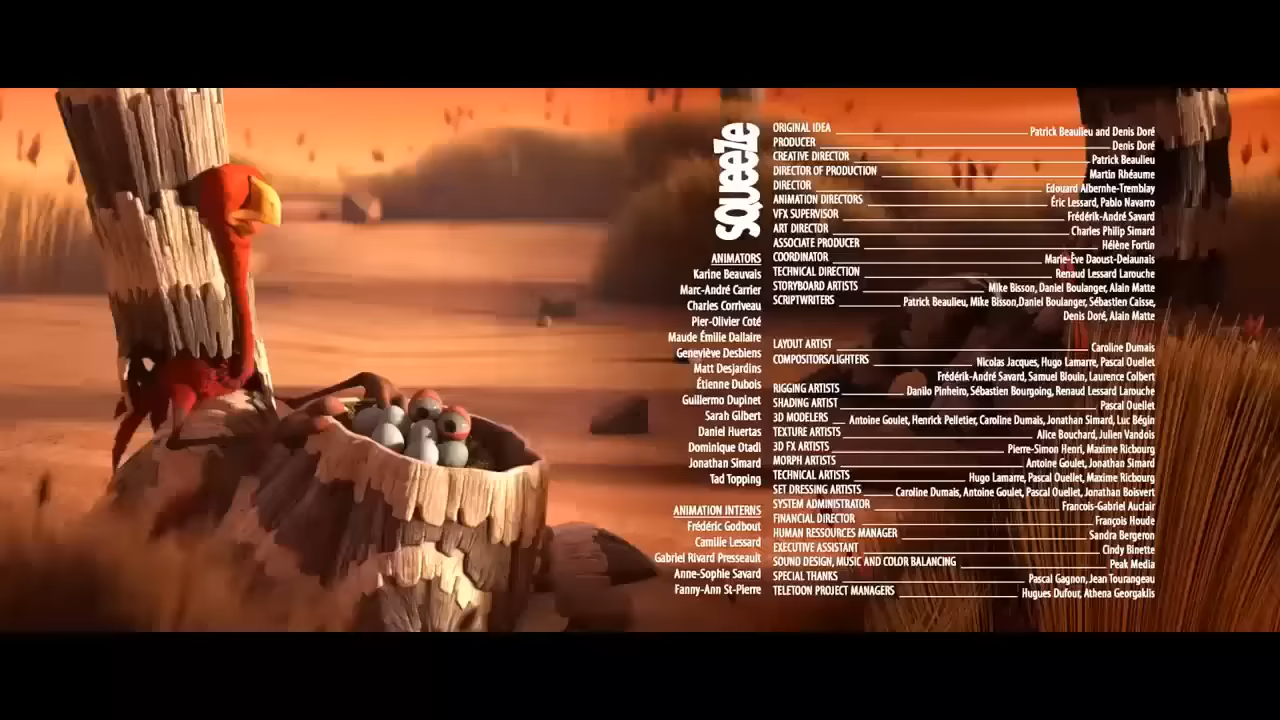 squeeze
ANIMATORS
Karine Beauvais
Marc-André Carrier
Charles Corriveau
Pier-Olivier Coté
Maude Émilie Dallaire
Geneviève Desbiens
Matt Desjardins
Étienne Dubois
Guillermo Dupinet
Sarah Gilbert
Daniel Huertas
Dominique Otadl
Jonathan Simard
Tad Topping
ANIMATION INTERNS
Frédéric Godbout
Camille Lessard
Gabriel Rivard Presseault
Anne-Sophie Savard
Fanny-Ann St-Pierre
ORIGINAL IDEA Patrick Beaulieu and Denis Doré
PRODUCER Denis Doré
CREATIVE DIRECTOR Patrick Beaulieu
DIRECTOR OF PRODUCTION Martin Rhéaume
DIRECTOR Edouard Albernhe-Tremblay
ANIMATION DIRECTORS Éric Lessard, Pablo Navarro
VFX SUPERVISOR Frédérik-André Savard
ART DIRECTOR Charles Philip Simard
ASSOCIATE PRODUCER Hélène Fortin
COORDINATOR Marie-Ève Daoust-Delaunais
TECHNICAL DIRECTION Renaud Lessard Larouche
STORYBOARD ARTISTS Mike Bisson, Daniel Boulanger, Alain Matte
SCRIPTWRITERS Patrick Beaulieu, Mike Bisson,Daniel Boulanger, Sébastien Caisse,
Denis Doré, Alain Matte
LAYOUT ARTIST Caroline Dumais
COMPOSITORS/LIGHTERS Nicolas Jacques, Hugo Lamarre, Pascal Ouellet
Frédérik-André Savard, Samuel Blouin, Laurence Colbert
RIGGING ARTISTS Danilo Pinheiro, Sébastien Bourgoing, Renaud Lessard Larouche
SHADING ARTIST Pascal Ouellet
3D MODELERS Antoine Goulet, Henrick Pelletier, Caroline Dumais, Jonathan Simard, Luc Bégin
TEXTURE ARTISTS Alice Bouchard, Julien Vandois
3D FX ARTISTS Pierre-Simon Henri, Maxime Ricbourg
MORPH ARTISTS Antoine Goulet, Jonathan Simard
TECHNICAL ARTISTS Hugo Lamarre, Pascal Ouellet, Maxime Ricbourg
SET DRESSING ARTISTS Caroline Dumais, Antoine Goulet, Pascal Ouellet, Jonathan Boisvert
SYSTEM ADMINISTRATOR Francois-Gabriel Auclair
FINANCIAL DIRECTOR François Houde
HUMAN RESSOURCES MANAGER Sandra Bergeron
EXECUTIVE ASSISTANT Cindy Binette
SOUND DESIGN, MUSIC AND COLOR BALANCING Peak Media
SPECIAL THANKS Pascal Gagnon, Jean Tourangeau
TELETOON PROJECT MANAGERS Hugues Dufour, Athena Georgaklis